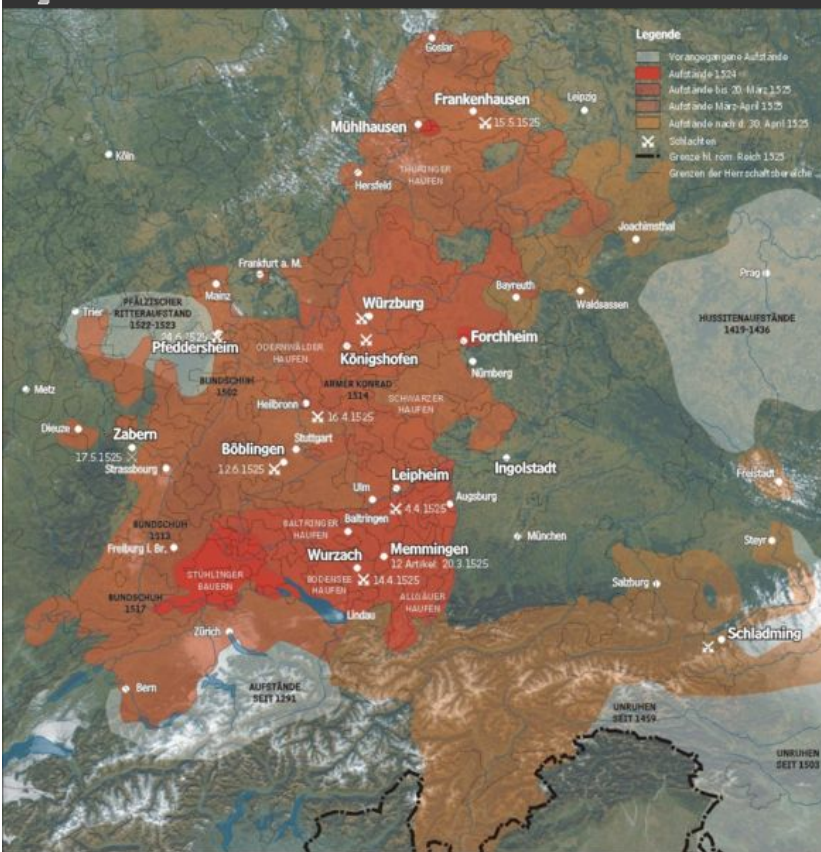 Legende
Vorangegangene Aufstände
Aufstände 1524
Aufstände bis 20. März 1525
Aufstände März-April 1525
Aufstände nach d. 30. April 1525
Schlachten
Grenze hl. röm. Reich 1525
Grenzen der Herrschaftsbereiche
Goslar
Frankenhausen
15.5.1525
Leipzig
Mühlhausen
Köln
THÜRINGER
HAUFEN
Hersfeld
Joachimsthal
Frankfurt a. M.
Mainz
Prag
Bayreuth
Waldsassen
PFÄLZISCHER
RITTERAUFSTAND
1522-1523
Trier
Würzburg
HUSSITENAUFSTÄNDE
1419-1436
24.6.1525
Pfeddersheim
Forchheim
ODENWÄLDER
HAUFEN
Königshofen
Nürnberg
BUNDSCHUH
1502
ARMER KONRAD
1514
Metz
SCHWARZER
HAUFEN
Heilbronn
16.4.1525
Dieuze
Zabern
17.5.1525
Strassbourg
Stuttgart
Böblingen
12.6.1525
Ingolstadt
Leipheim
Freistadt
Ulm
Augsburg
4.4.1525
BALTRINGER
HAUFEN
Baltringen
BUNDSCHUH
1513
Freiburg i. Br.
München
Steyr
Wurzach
Memmingen
12 Artikel, 20.3.1525
STÜHLINGER
BAUERN
BODENSEE
HAUFEN
14.4.1525
Salzburg
ALLGÄUER
HAUFEN
BUNDSCHUH
1517
Lindau
Zürich
Schladming
Bern
AUFSTÄNDE
SEIT 1291
UNRUHEN
SEIT 1459
UNRUHEN
SEIT 1503